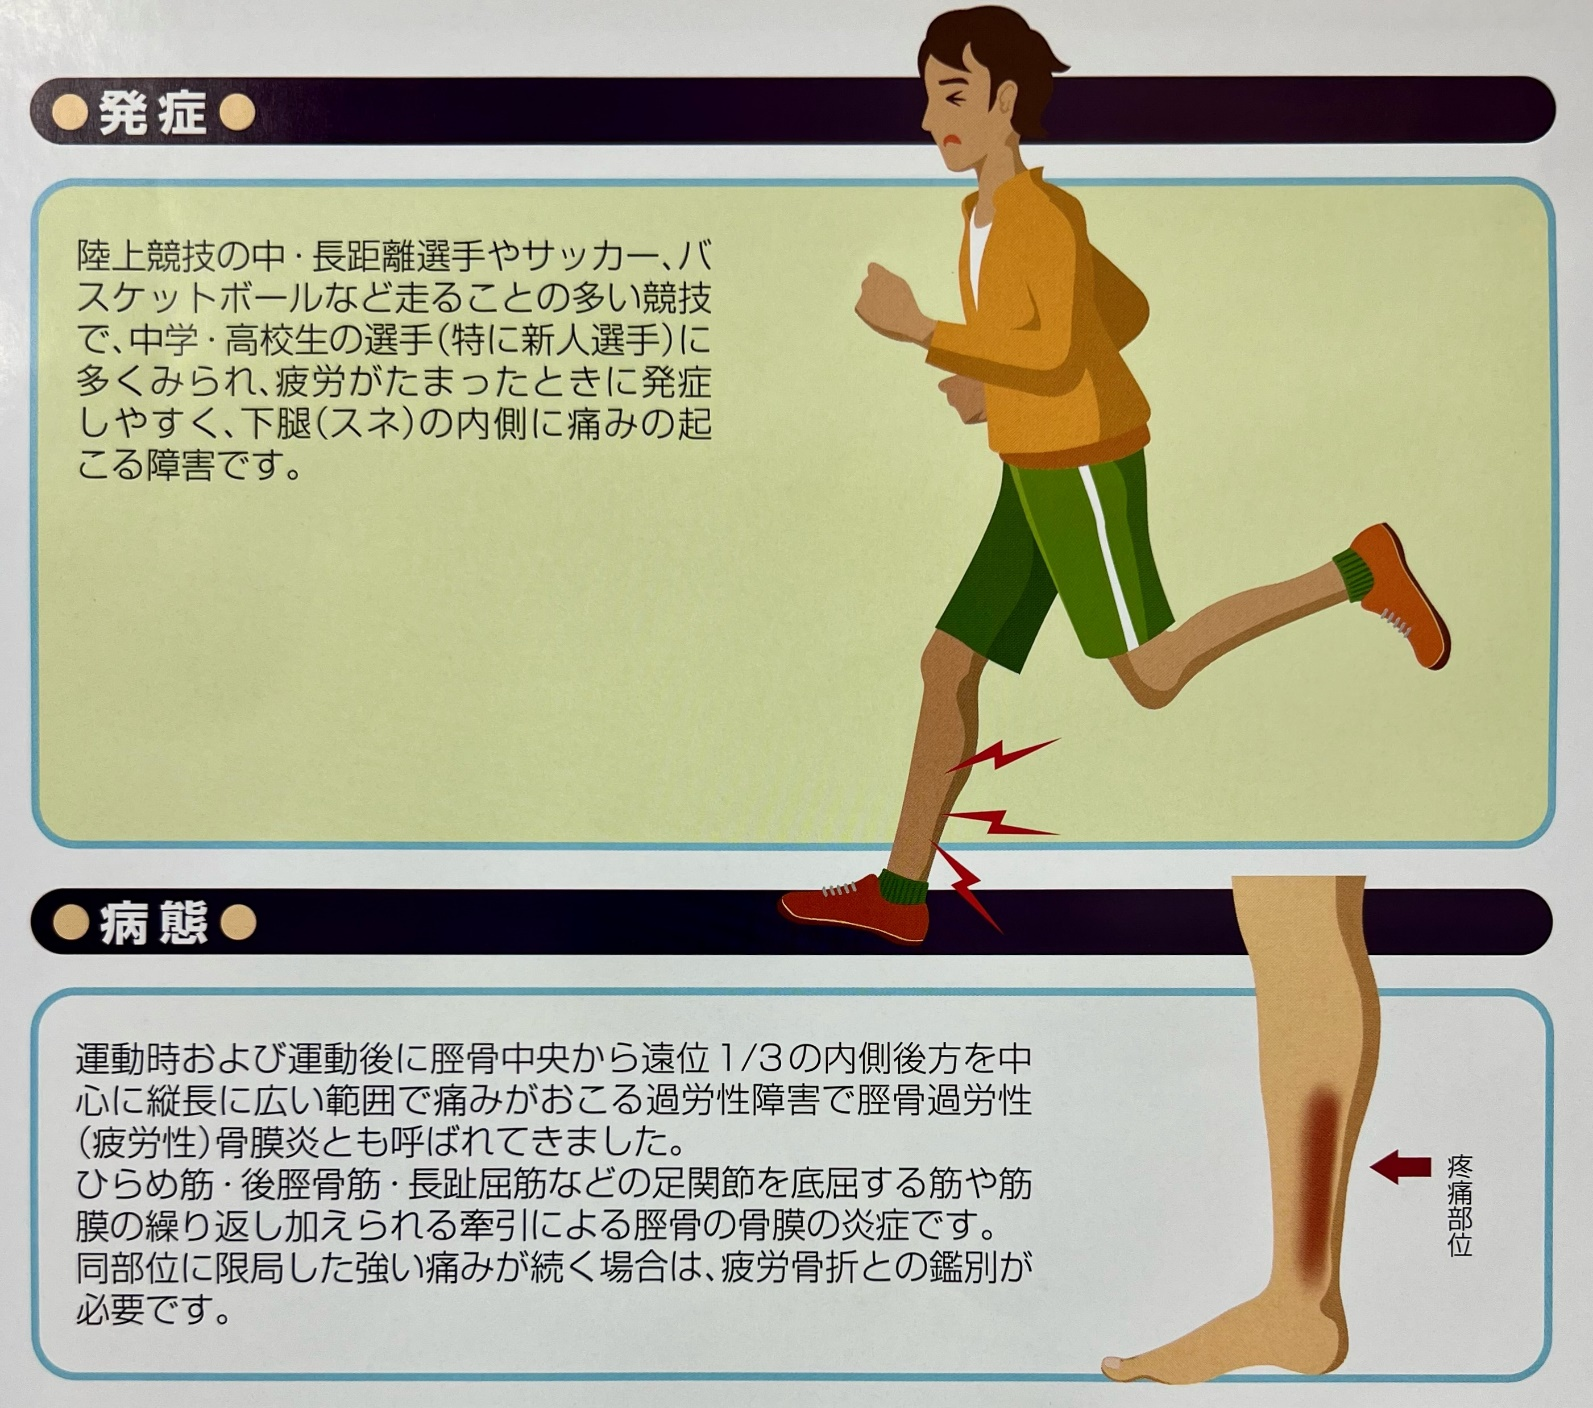 発症
陸上競技の中・長距離選手やサッカー、バ
スケットボールなど走ることの多い競技
で、中学・高校生の選手(特に新人選手)に
多くみられ、疲労がたまったときに発症
しやすく、下腿(スネ)の内側に痛みの起
こる障害です。
病態
運動時および運動後に脛骨中央から遠位1/3の内側後方を中
心に縦長に広い範囲で痛みがおこる過労性障害で脛骨過労性
(疲労性)骨膜炎とも呼ばれてきました。
ひらめ筋・後脛骨筋・長趾屈筋などの足関節を底屈する筋や筋
膜の繰り返し加えられる牽引による脛骨の骨膜の炎症です。
同部位に限局した強い痛みが続く場合は、疲労骨折との鑑別が
必要です。
疼痛部位